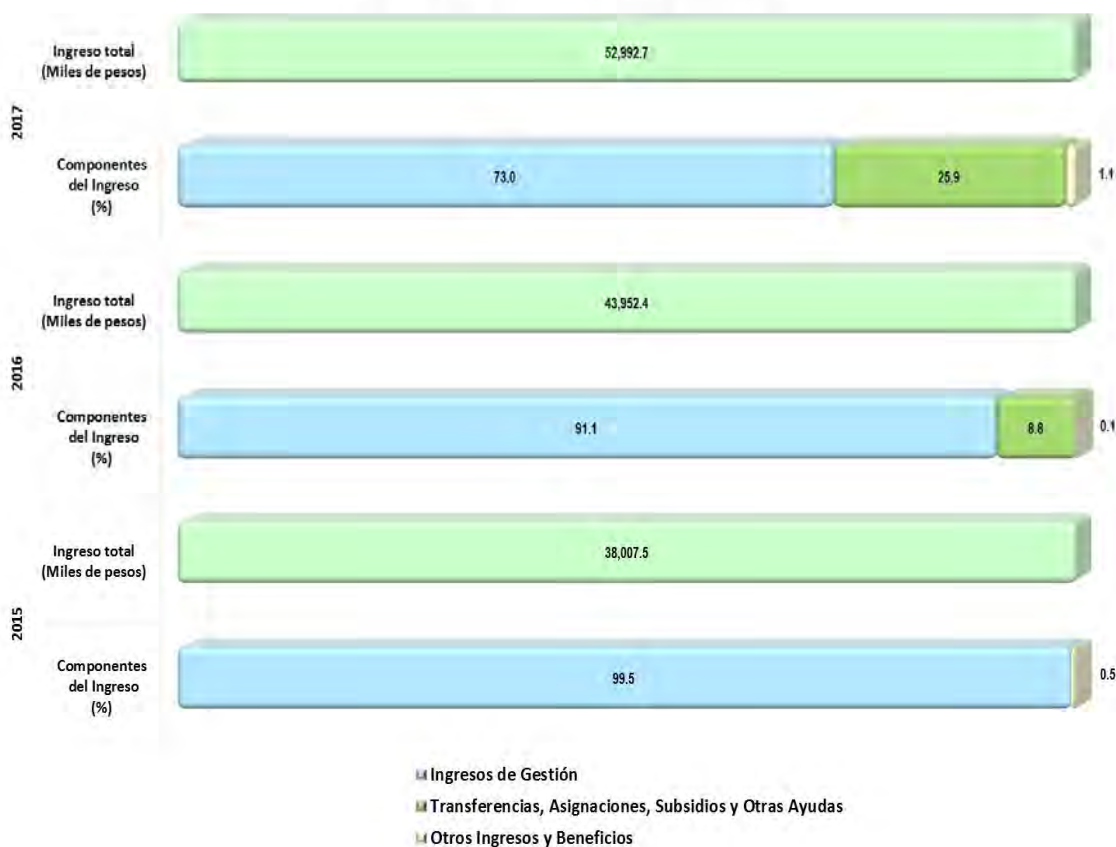 2017
Ingreso total
(Miles de pesos)
52,992.7
Componentes
del Ingreso
(%)
73.0
25.9
1.1
2016
Ingreso total
(Miles de pesos)
43,952.4
Componentes
del Ingreso
(%)
91.1
8.8
0.1
2015
Ingreso total
(Miles de pesos)
38,007.5
Componentes
del Ingreso
(%)
99.5
0.5
Ingresos de Gestión
Transferencias, Asignaciones, Subsidios y Otras Ayudas
Otros Ingresos y Beneficios